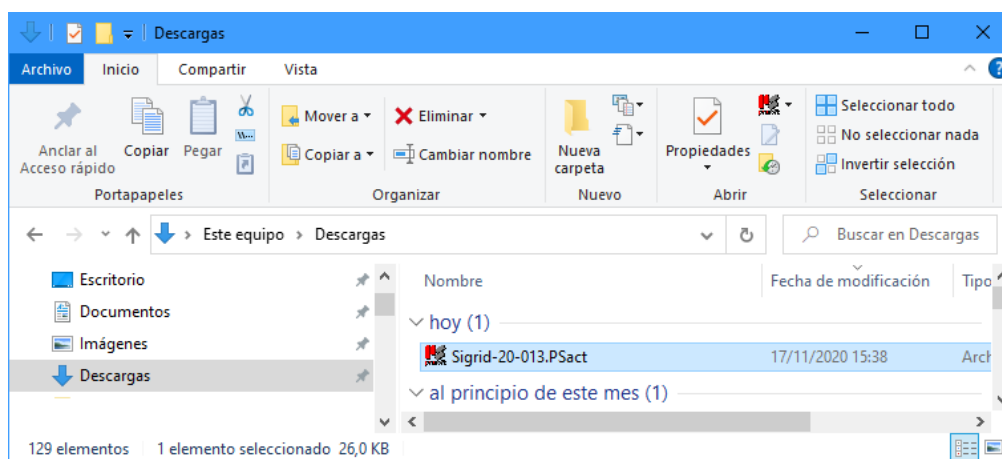 Descargas
Archivo Inicio Compartir Vista
Anclar al Acceso rápido
Copiar
Pegar
Portapapeles
Mover a
Copiar a
Eliminar
Cambiar nombre
Organizar
Nueva carpeta
Nuevo
Propiedades
Abrir
Seleccionar todo
No seleccionar nada
Invertir selección
Seleccionar
Este equipo > Descargas
Buscar en Descargas
Escritorio
Documentos
Imágenes
Descargas
Nombre Fecha de modificación Tipo
hoy (1)
Sigrid-20-013.PSact 17/11/2020 15:38 Arch
al principio de este mes (1)
129 elementos 1 elemento seleccionado 26,0 KB